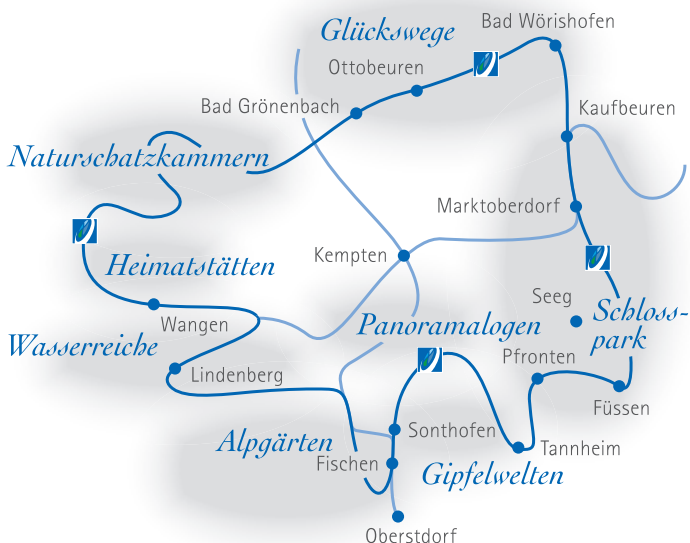 Bad Wörishofen
Glückswege
Ottobeuren
Bad Grönenbach
Kaufbeuren
Naturschatzkammern
Marktoberdorf
Kempten
Heimatstätten
Seeg
Schloss-
park
Wangen
Panoramalogen
Wasserreiche
Pfronten
Lindenberg
Füssen
Sonthofen
Alpgärten
Tannheim
Fischen
Gipfelwelten
Oberstdorf